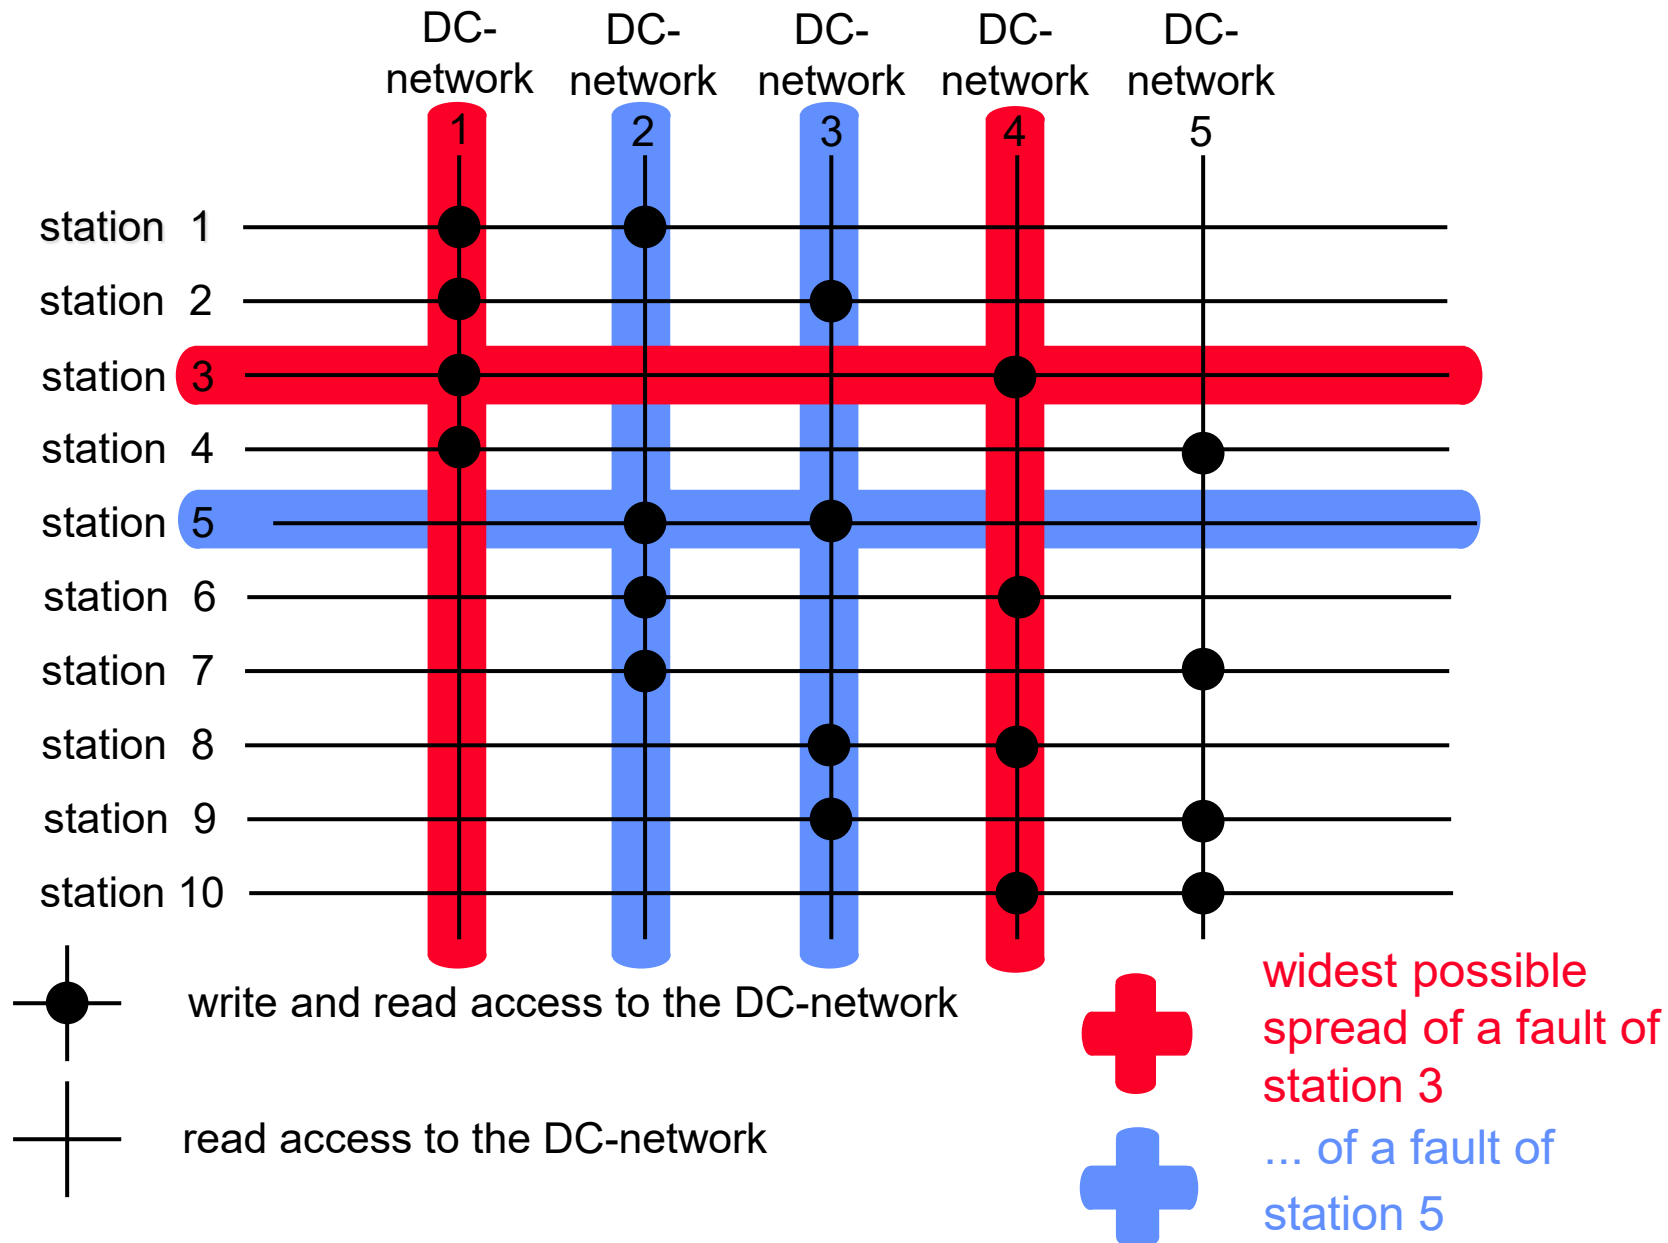 DC- DC- DC- DC- DC-
network network network network network
1 2 3 4 5
station 1
station 2
station 3
station 4
station 5
station 6
station 7
station 8
station 9
station 10
write and read access to the DC-network
read access to the DC-network
widest possible
spread of a fault of
station 3
... of a fault of
station 5